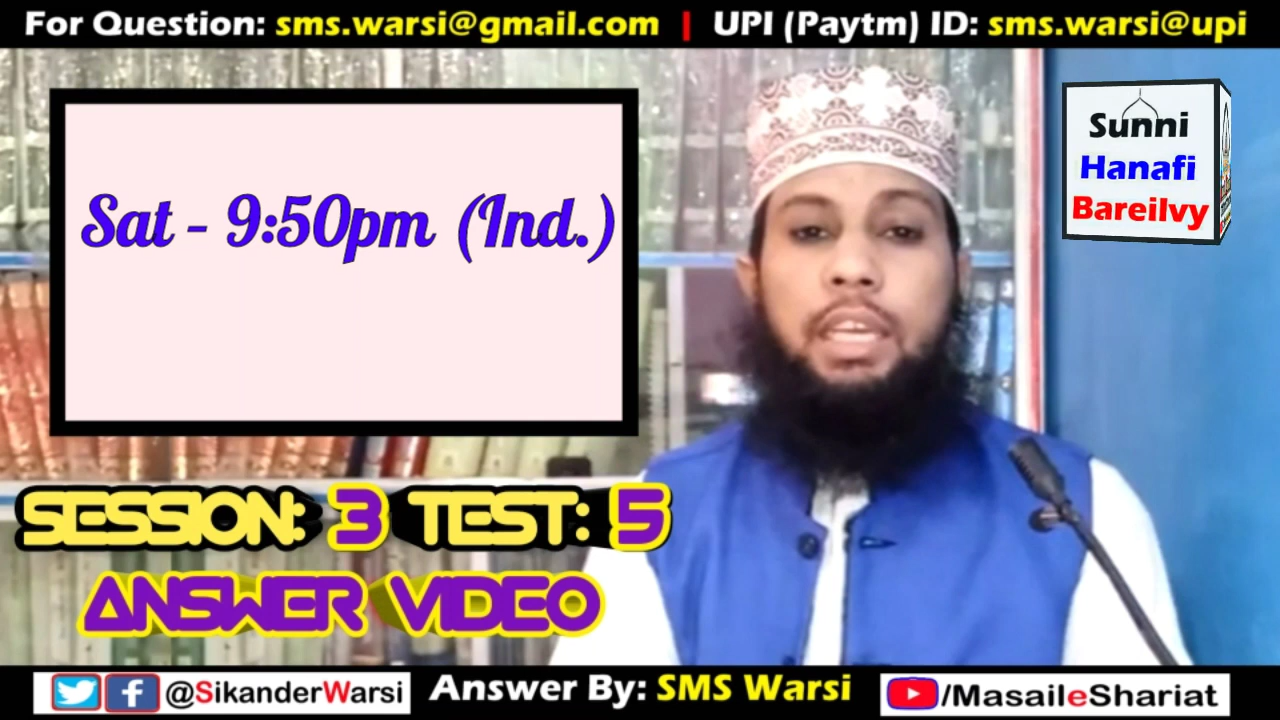 For Question: sms.warsi@gmail.com | UPI (Paytm) ID: sms.warsi@upi
Sunni
Hanafi
Bareilvy
Sat - 9:50pm (Ind.)
SESSION: 3 TEST: 5
ANSWER VIDEO
@SikanderWarsi
Answer By: SMS Warsi
/MasaileShariat